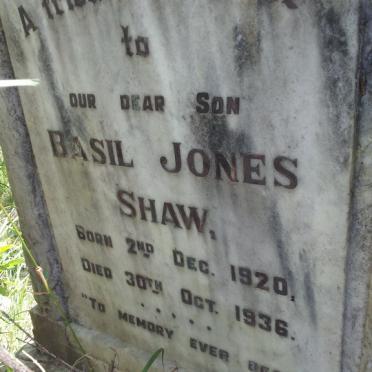 to
OUR DEAR SON
BASIL JONES
SHAW,
BORN 2ND DEC. 1920,
DIED 30TH OCT. 1936.
"TO MEMORY EVER